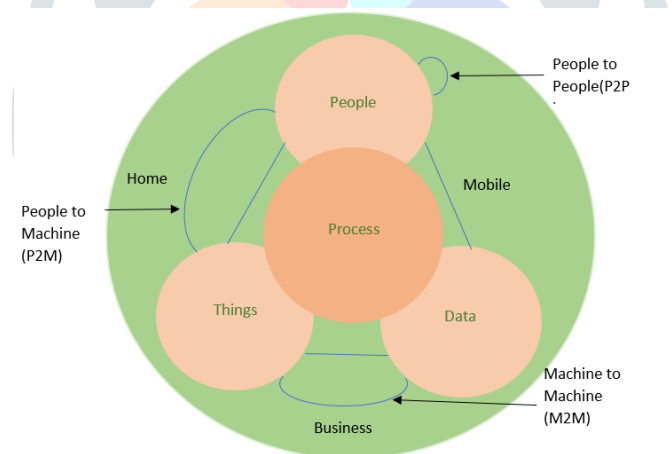 People to
People(P2P
People
Home
Mobile
People to
Machine
(P2M)
Process
Things
Data
Machine to
Machine
(M2M)
Business